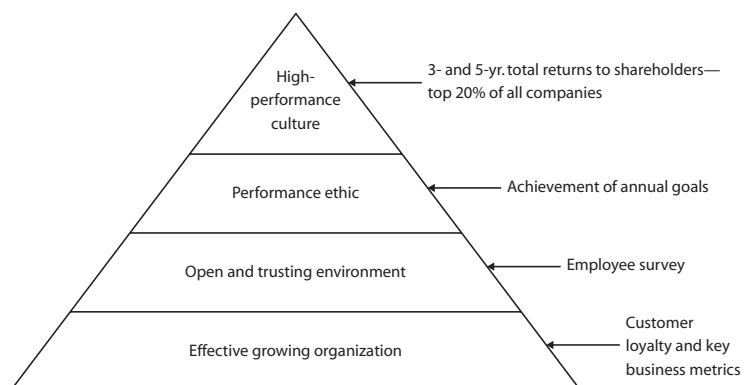 High-
performance
culture
3- and 5-yr. total returns to shareholders—
top 20% of all companies
Performance ethic
Achievement of annual goals
Open and trusting environment
Employee survey
Effective growing organization
Customer
loyalty and key
business metrics